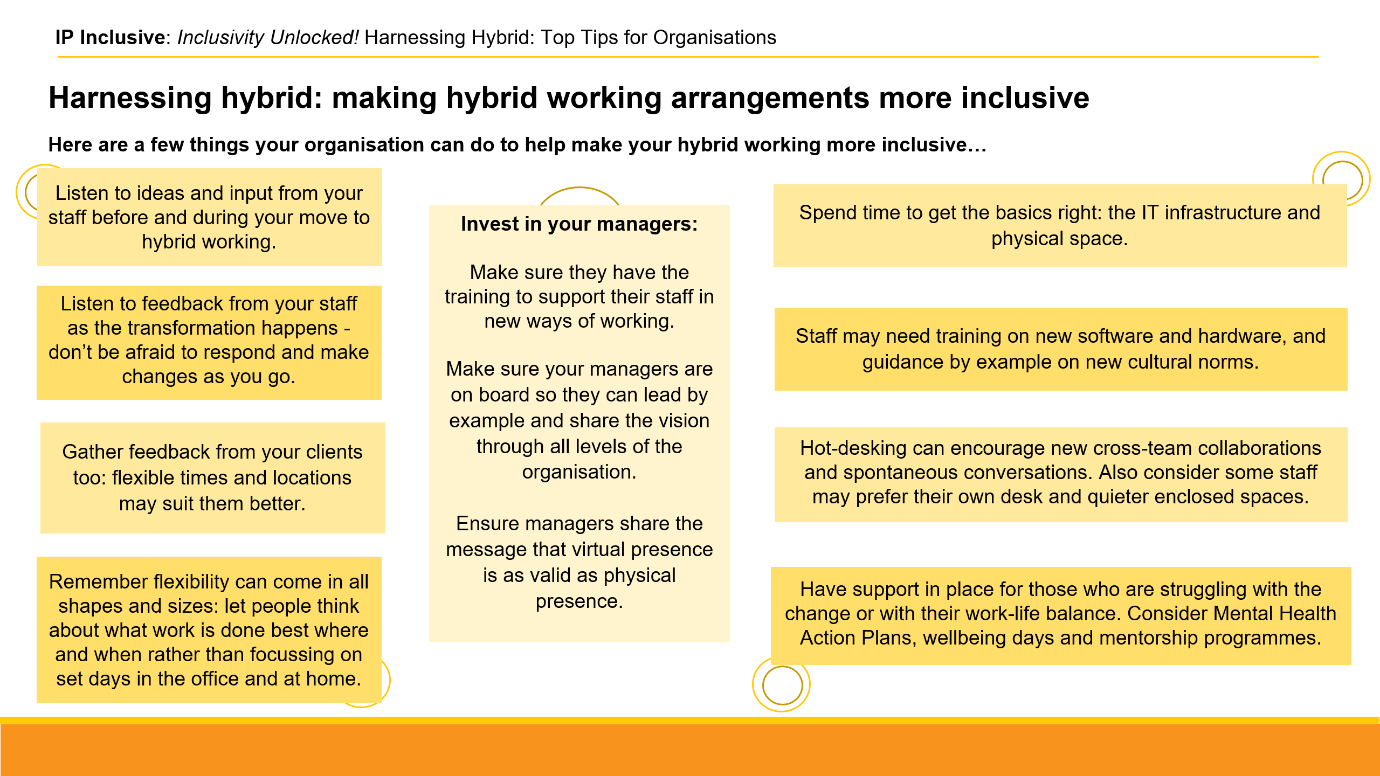 IP Inclusive: Inclusivity Unlocked! Harnessing Hybrid: Top Tips for Organisations
Harnessing hybrid: making hybrid working arrangements more inclusive
Here are a few things your organisation can do to help make your hybrid working more inclusive…
Listen to ideas and input from your
staff before and during your move to
hybrid working.
Listen to feedback from your staff
as the transformation happens -
don’t be afraid to respond and make
changes as you go.
Gather feedback from your clients
too: flexible times and locations
may suit them better.
Remember flexibility can come in all
shapes and sizes: let people think
about what work is done best where
and when rather than focussing on
set days in the office and at home.
Invest in your managers:
Make sure they have the
training to support their staff in
new ways of working.
Make sure your managers are
on board so they can lead by
example and share the vision
through all levels of the
organisation.
Ensure managers share the
message that virtual presence
is as valid as physical
presence.
Spend time to get the basics right: the IT infrastructure and
physical space.
Staff may need training on new software and hardware, and
guidance by example on new cultural norms.
Hot-desking can encourage new cross-team collaborations
and spontaneous conversations. Also consider some staff
may prefer their own desk and quieter enclosed spaces.
Have support in place for those who are struggling with the
change or with their work-life balance. Consider Mental Health
Action Plans, wellbeing days and mentorship programmes.